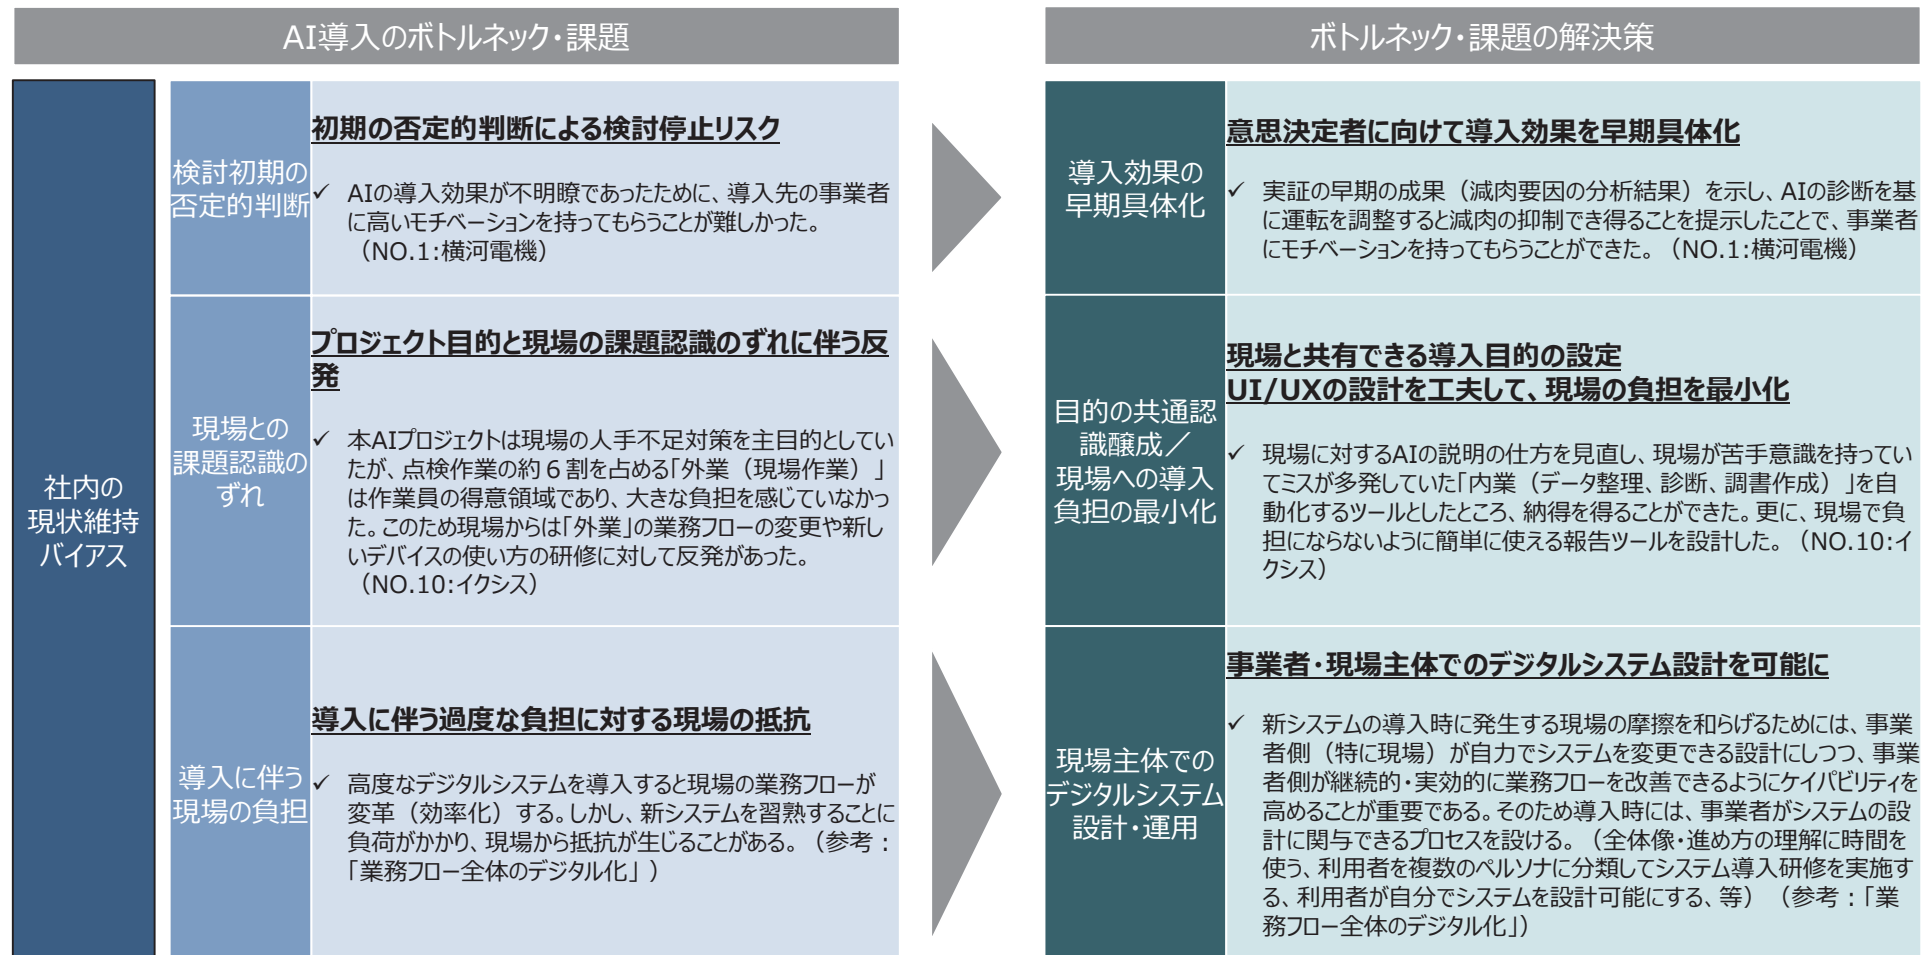 AI導入のボトルネック・課題
ボトルネック・課題の解決策
社内の
現状維持
バイアス
検討初期の
否定的判断
初期の否定的判断による検討停止リスク
✓ AIの導入効果が不明瞭であったために、導入先の事業者
に高いモチベーションを持ってもらうことが難しかった。
（NO.1:横河電機）
導入効果の
早期具体化
意思決定者に向けて導入効果を早期具体化
✓ 実証の早期の成果（減肉要因の分析結果）を示し、AIの診断を基
に運転を調整すると減肉の抑制でき得ることを提示したことで、事業者
にモチベーションを持ってもらうことができた。（NO.1:横河電機）
現場との
課題認識の
ずれ
プロジェクト目的と現場の課題認識のずれに伴う反
発
✓ 本AIプロジェクトは現場の人手不足対策を主目的としてい
たが、点検作業の約６割を占める「外業（現場作業）」
は作業員の得意領域であり、大きな負担を感じていなかっ
た。このため現場からは「外業」の業務フローの変更や新し
いデバイスの使い方の研修に対して反発があった。
（NO.10:イクシス）
目的の共通認
識醸成／
現場への導入
負担の最小化
現場と共有できる導入目的の設定
UI/UXの設計を工夫して、現場の負担を最小化
✓ 現場に対するAIの説明の仕方を見直し、現場が苦手意識を持ってい
てミスが多発していた「内業（データ整理、診断、調書作成）」を自
動化するツールとしたところ、納得を得ることができた。更に、現場で負
担にならないように簡単に使える報告ツールを設計した。（NO.10:イ
クシス）
導入に伴う
現場の負担
導入に伴う過度な負担に対する現場の抵抗
✓ 高度なデジタルシステムを導入すると現場の業務フローが
変革（効率化）する。しかし、新システムを習熟することに
負荷がかかり、現場から抵抗が生じることがある。（参考：
「業務フロー全体のデジタル化」）
現場主体での
デジタルシステム
設計・運用
事業者・現場主体でのデジタルシステム設計を可能に
✓ 新システムの導入時に発生する現場の摩擦を和らげるためには、事業
者側（特に現場）が自力でシステムを変更できる設計にしつつ、事業
者側が継続的・実効的に業務フローを改善できるようにケイパビリティを
高めることが重要である。そのため導入時には、事業者がシステムの設
計に関与できるプロセスを設ける。（全体像・進め方の理解に時間を
使う、利用者を複数のペルソナに分類してシステム導入研修を実施す
る、利用者が自分でシステムを設計可能にする、等）（参考：「業
務フロー全体のデジタル化」）